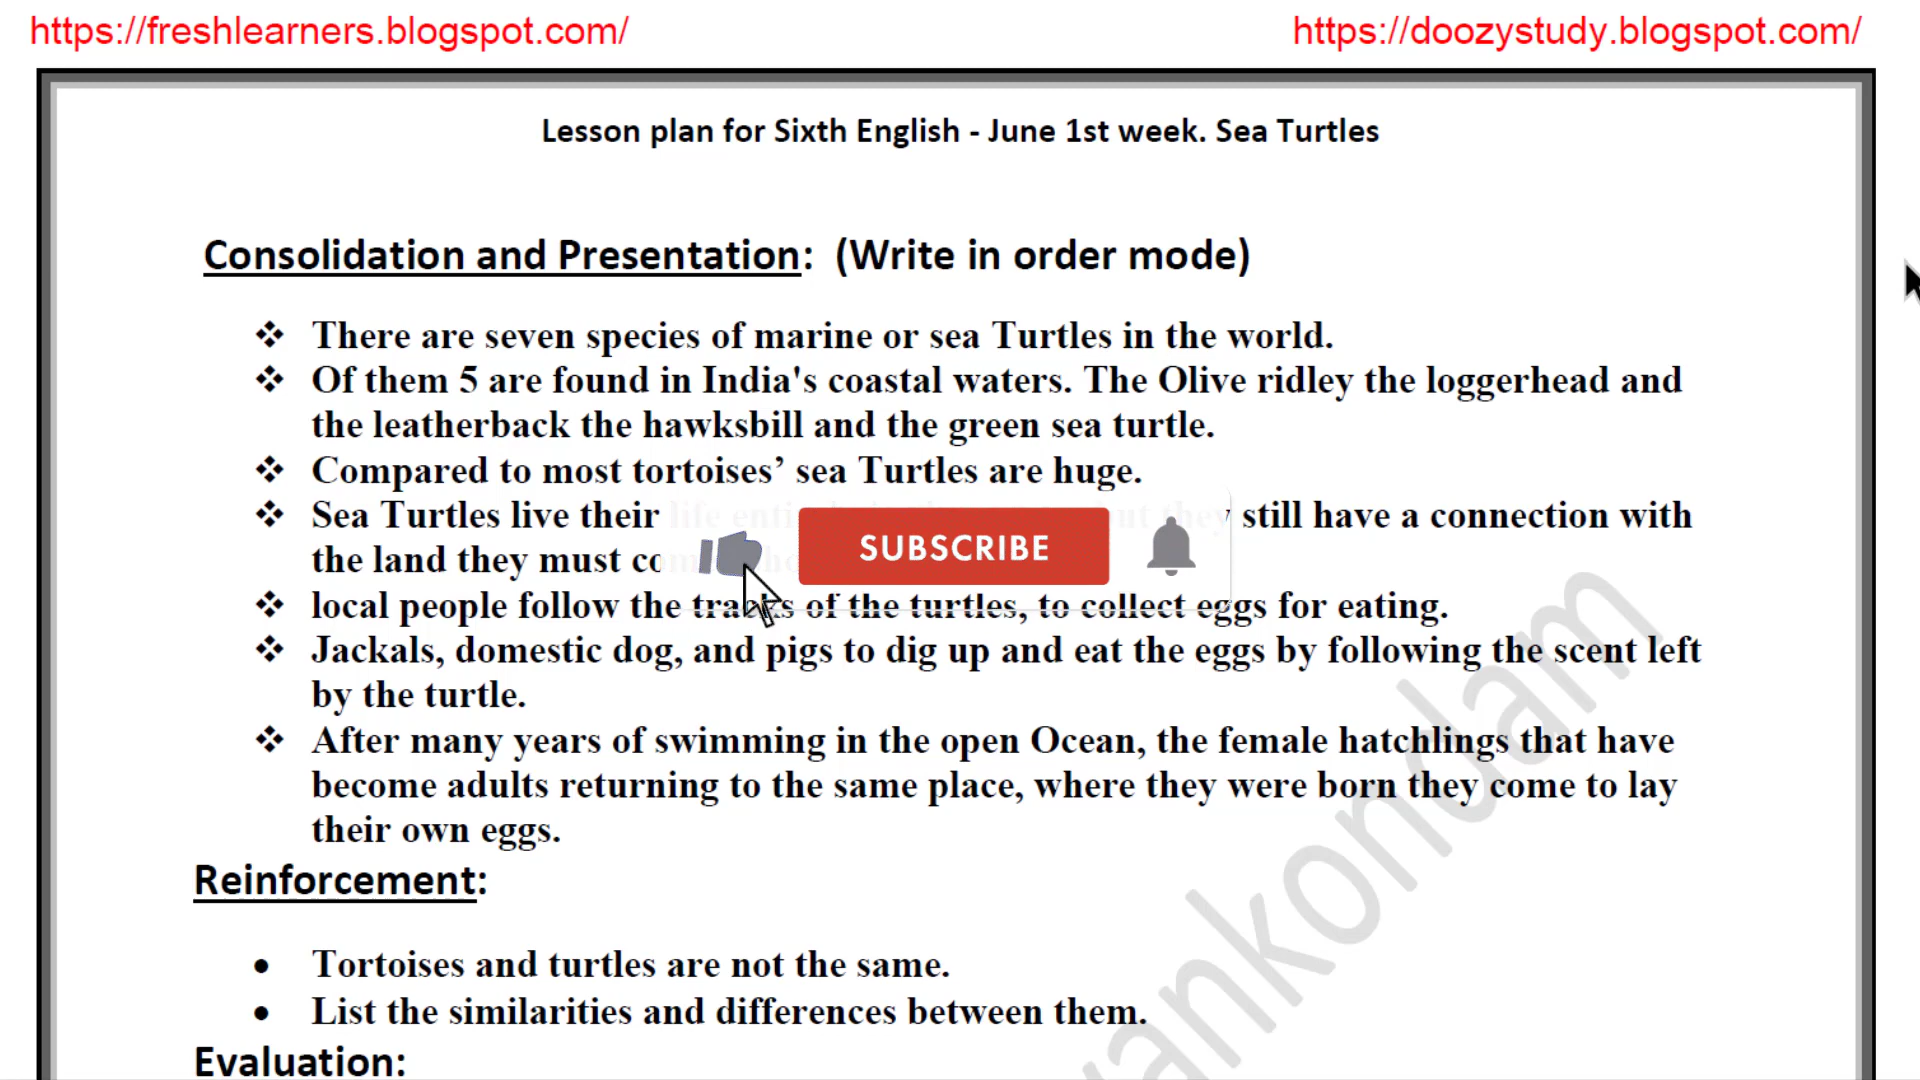 https://freshlearners.blogspot.com/ https://doozystudy.blogspot.com/
Lesson plan for Sixth English - June 1st week. Sea Turtles
Consolidation and Presentation: (Write in order mode)
❖ There are seven species of marine or sea Turtles in the world.
❖ Of them 5 are found in India's coastal waters. The Olive ridley the loggerhead and
the leatherback the hawksbill and the green sea turtle.
❖ Compared to most tortoises’ sea Turtles are huge.
❖ Sea Turtles live their life they still have a connection with
the land they must
SUBSCRIBE
❖ local people follow the tracks of the turtles, to collect eggs for eating.
❖ Jackals, domestic dog, and pigs to dig up and eat the eggs by following the scent left
by the turtle.
❖ After many years of swimming in the open Ocean, the female hatchlings that have
become adults returning to the same place, where they were born they come to lay
their own eggs.
Reinforcement:
• Tortoises and turtles are not the same.
• List the similarities and differences between them.
Evaluation: